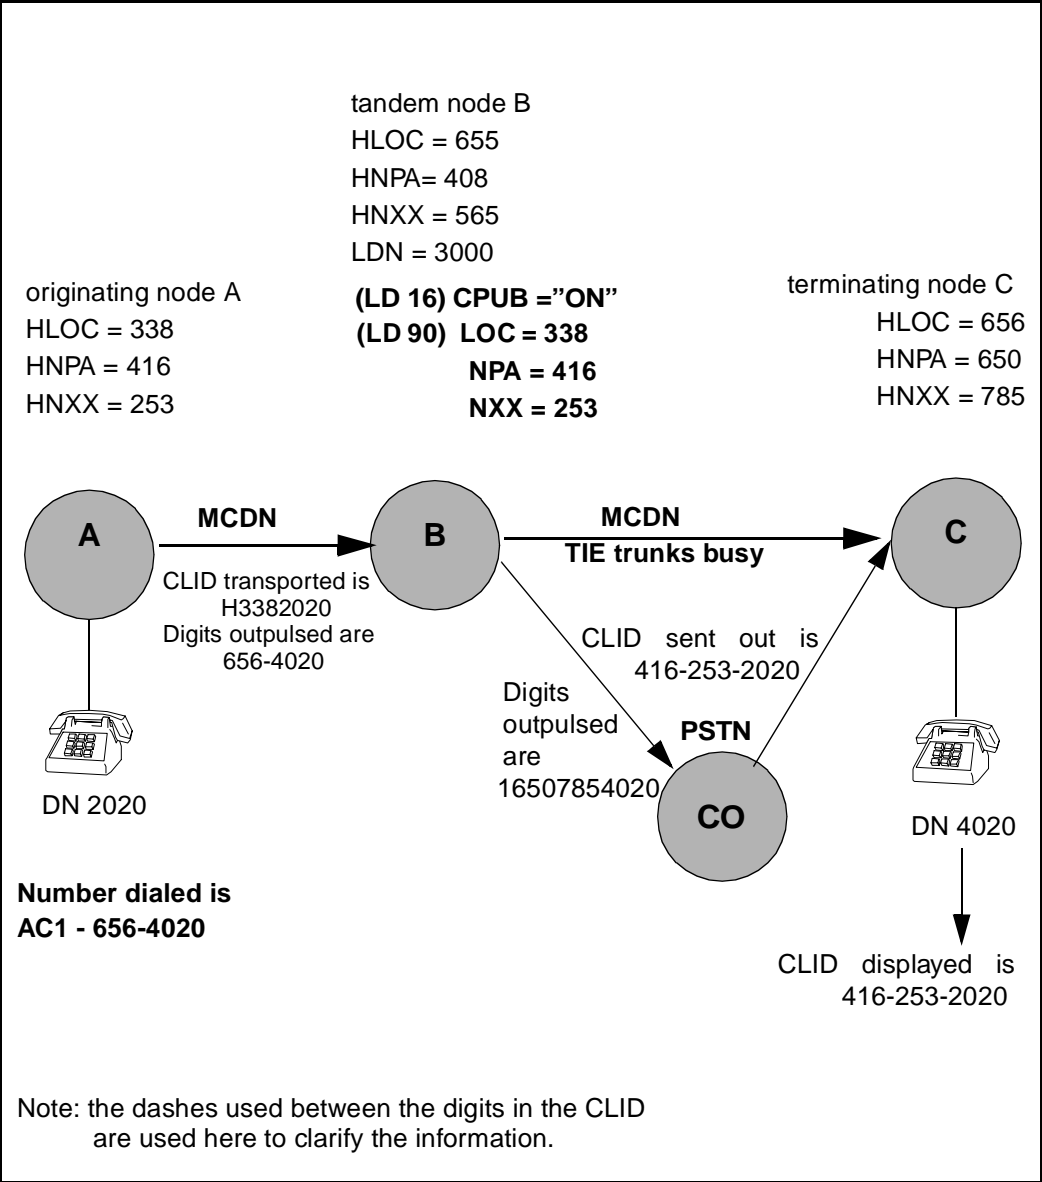 tandem node B
HLOC = 655
HNPA= 408
HNXX = 565
LDN = 3000
(LD 16) CPUB =”ON”
(LD 90) LOC = 338
NPA = 416
NXX = 253
originating node A
HLOC = 338
HNPA = 416
HNXX = 253
terminating node C
HLOC = 656
HNPA = 650
HNXX = 785
A
MCDN
CLID transported is
H3382020
Digits outpulsed are
656-4020
B
MCDN
TIE trunks busy
C
CLID sent out is
416-253-2020
Digits
outpulsed
are
16507854020
PSTN
CO
DN 2020
DN 4020
Number dialed is
AC1 - 656-4020
CLID displayed is
416-253-2020
Note: the dashes used between the digits in the CLID
are used here to clarify the information.